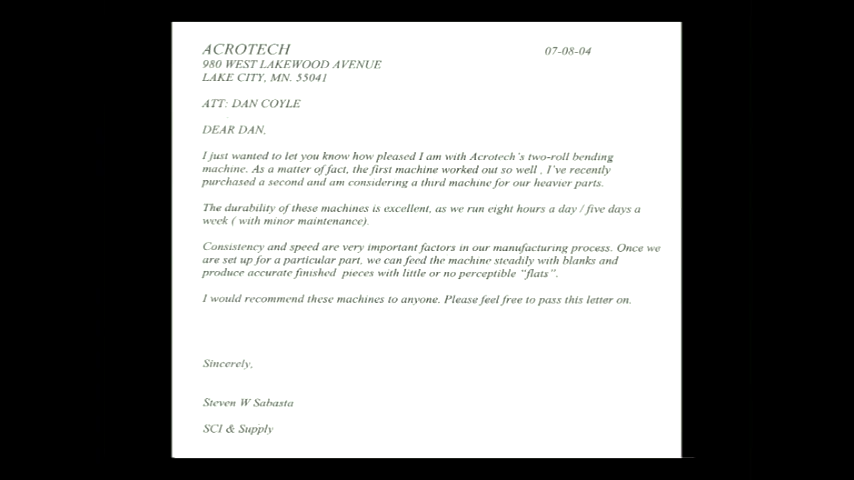 ACROTECH 07-08-04
980 WEST LAKEWOOD AVENUE
LAKE CITY, MN. 55041
ATT: DAN COYLE
DEAR DAN,
I just wanted to let you know how pleased I am with Acrotech's two-roll bending
machine. As a matter of fact, the first machine worked out so well , I've recently
purchased a second and am considering a third machine for our heavier parts.
The durability of these machines is excellent, as we run eight hours a day / five days a
week ( with minor maintenance).
Consistency and speed are very important factors in our manufacturing process. Once we
are set up for a particular part, we can feed the machine steadily with blanks and
produce accurate finished pieces with little or no perceptible "flats".
I would recommend these machines to anyone. Please feel free to pass this letter on.
Sincerely,
Steven W Sabasta
SCI & Supply